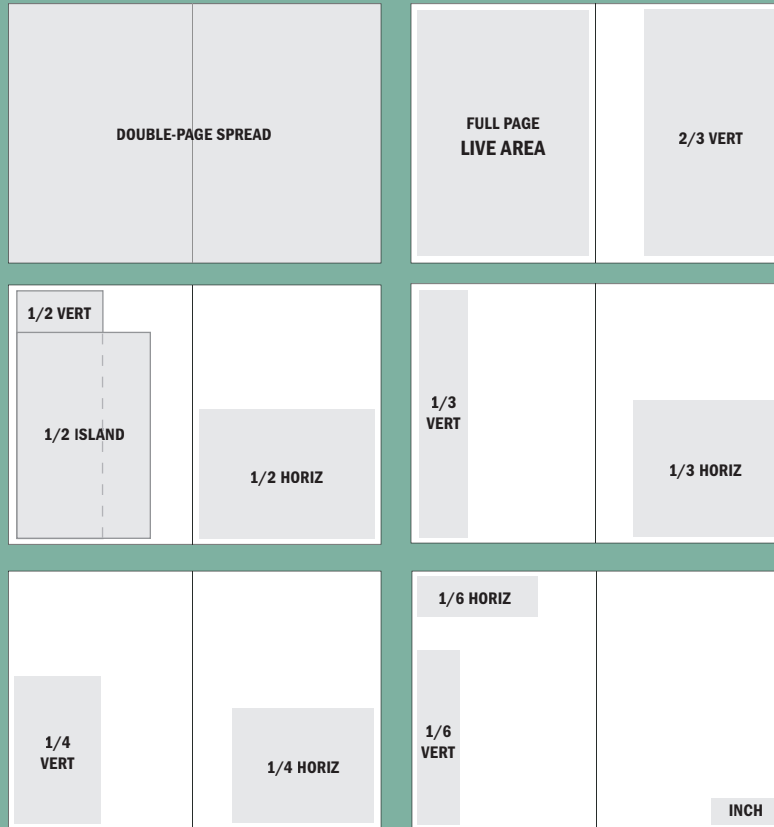 DOUBLE-PAGE SPREAD
FULL PAGE
LIVE AREA
2/3 VERT
1/2 VERT
1/2 ISLAND
1/2 HORIZ
1/3
VERT
1/3 HORIZ
1/4
VERT
1/4 HORIZ
1/6 HORIZ
1/6
VERT
INCH